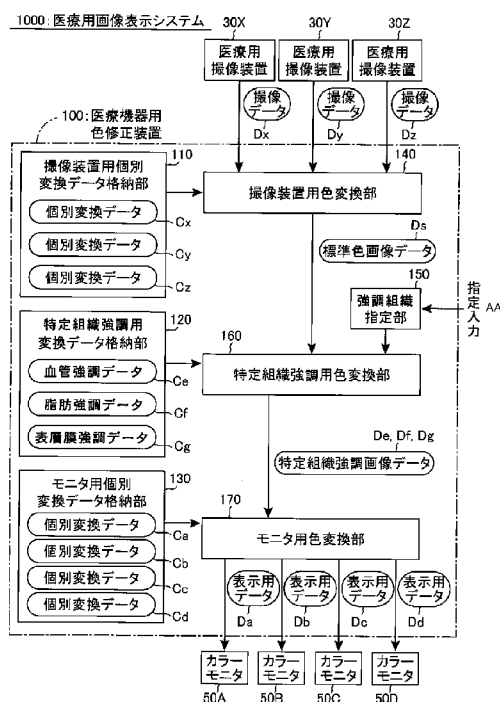 1000:医療用画像表示システム
30X
30Y
30Z
医療用
撮像装置
医療用
撮像装置
医療用
撮像装置
撮像
データ
Dx
撮像
データ
Dy
撮像
データ
Dz
100:医療機器用
色修正装置
110
撮像装置用個別
変換データ格納部
個別変換データ
Cx
個別変換データ
Cy
個別変換データ
Cz
140
撮像装置用色変換部
Ds
標準色画像データ
150
強調組織
指定部
指定入力
AA
120
特定組織強調用
変換データ格納部
血管強調データ
Ce
脂肪強調データ
Cf
表層膜強調データ
Cg
160
特定組織強調用色変換部
De, Df, Dg
特定組織強調画像データ
130
モニタ用個別
変換データ格納部
個別変換データ
Ca
個別変換データ
Cb
個別変換データ
Cc
個別変換データ
Cd
170
モニタ用色変換部
表示用
データ
Da
表示用
データ
Db
表示用
データ
Dc
表示用
データ
Dd
カラー
モニタ
50A
カラー
モニタ
50B
カラー
モニタ
50C
カラー
モニタ
50D